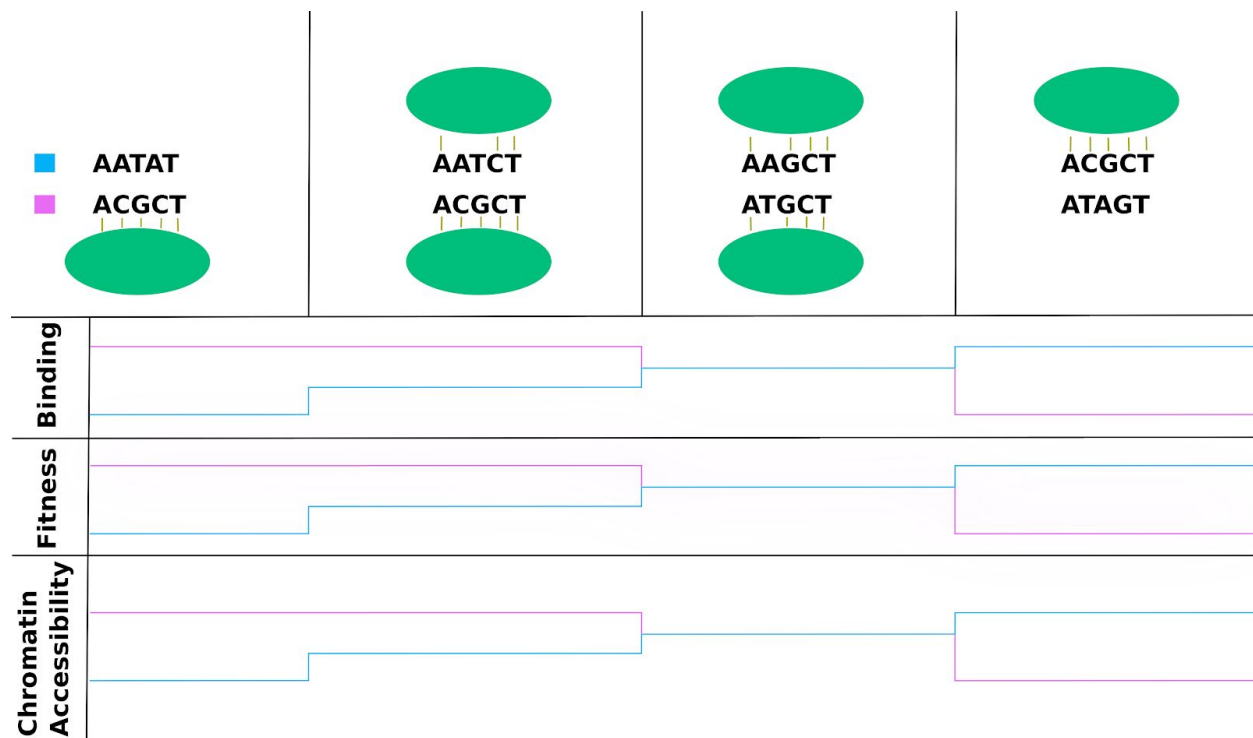 AATAT
ACGCT
AATCT
ACGCT
AAGCT
ATGCT
ACGCT
ATAGT
Binding
Fitness
Chromatin
Accessibility